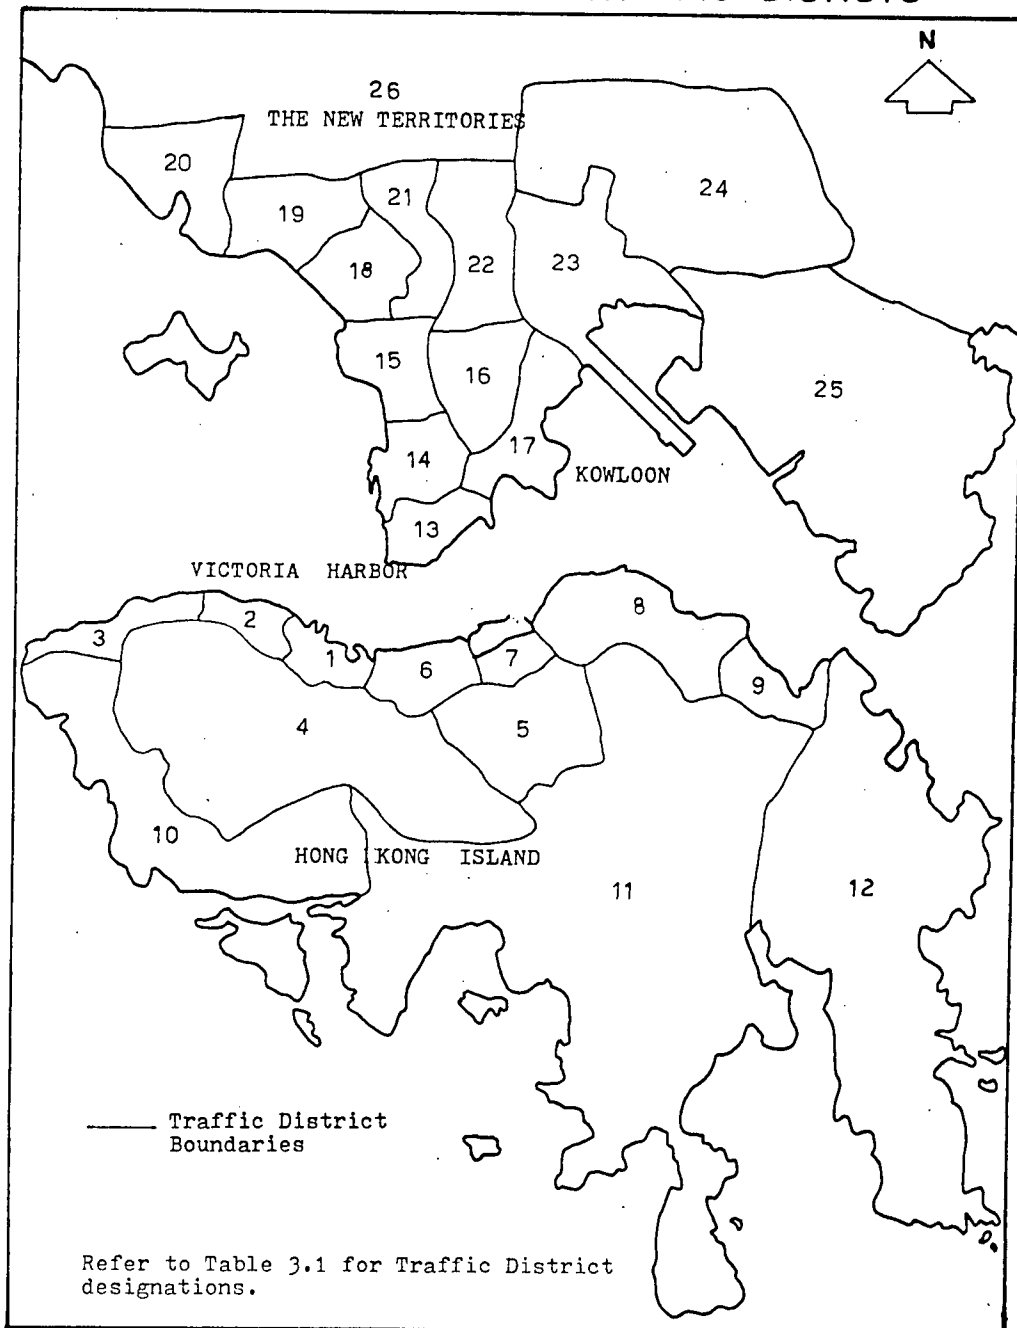 N
26
THE NEW TERRITORIES
20
24
21
19
22
23
18
15
16
25
17
14
KOWLOON
13
VICTORIA HARBOR
8
2
3
1
7
6
9
4
5
10
HONG KONG ISLAND
11
12
Traffic District
Boundaries
Refer to Table 3.1 for Traffic District
designations.